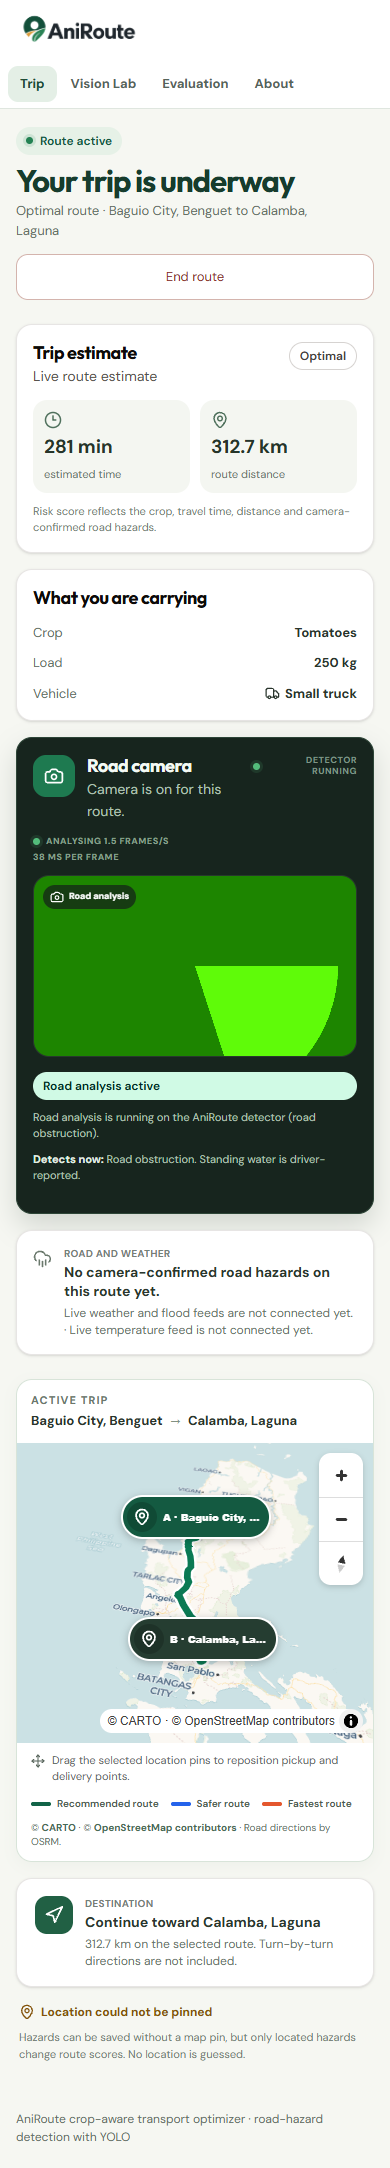 AniRoute
Trip
Vision Lab
Evaluation
About
Route active
Your trip is underway
Optimal route · Baguio City, Benguet to Calamba,
Laguna
End route
Trip estimate
Optimal
Live route estimate
281 min
estimated time
312.7 km
route distance
Risk score reflects the crop, travel time, distance and camera-
confirmed road hazards.
What you are carrying
Crop
Tomatoes
Load
250 kg
Vehicle
Small truck
Road camera
DETECTOR
RUNNING
Camera is on for this
route.
ANALYSING 1.5 FRAMES/S
38 MS PER FRAME
Road analysis
Road analysis active
Road analysis is running on the AniRoute detector (road
obstruction).
Detects now: Road obstruction. Standing water is driver-
reported.
ROAD AND WEATHER
No camera-confirmed road hazards on
this route yet.
Live weather and flood feeds are not connected yet.
· Live temperature feed is not connected yet.
ACTIVE TRIP
Baguio City, Benguet → Calamba, Laguna
LAOAG
VIGAN
A · Baguio City, ...
Dagupan
TARLAC CITY
Angeles
Olongapo
B · Calamba, La...
San Pablo
BATANGAS
CITY
© CARTO · © OpenStreetMap contributors
Drag the selected location pins to reposition pickup and
delivery points.
Recommended route
Safer route
Fastest route
© CARTO · © OpenStreetMap contributors · Road directions by
OSRM.
DESTINATION
Continue toward Calamba, Laguna
312.7 km on the selected route. Turn-by-turn
directions are not included.
Location could not be pinned
Hazards can be saved without a map pin, but only located hazards
change route scores. No location is guessed.
AniRoute crop-aware transport optimizer · road-hazard
detection with YOLO